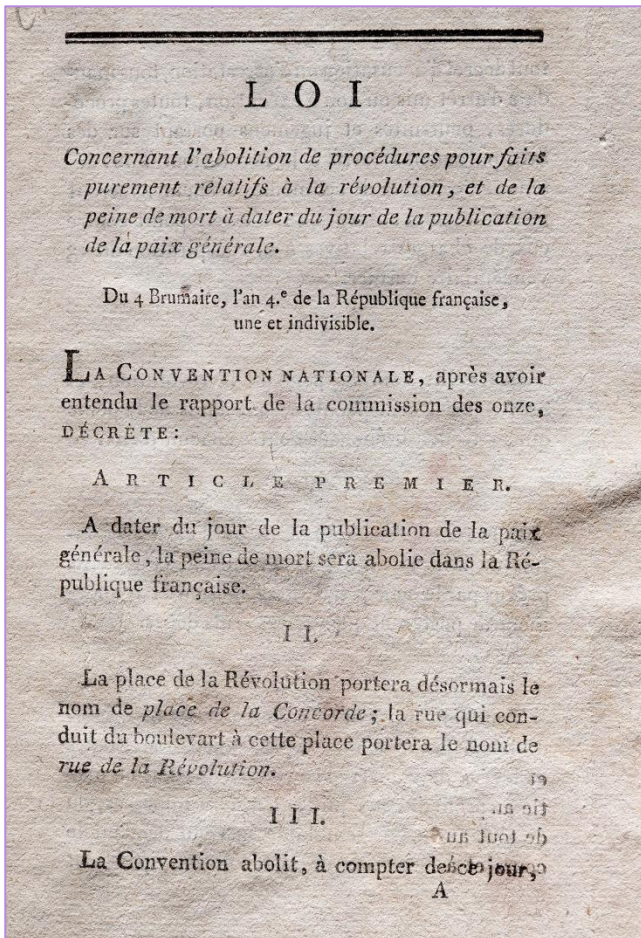 LOI
Concernant l'abolition de procédures pour faits
purement relatifs à la révolution, et de la
peine de mort à dater du jour de la publication
de la paix générale.
Du 4 Brumaire, l'an 4.e de la République française,
une et indivisible.
LA CONVENTION NATIONALE, après avoir
entendu le rapport de la commission des onze,
DÉCRÈTE:
ARTICLE PREMIER.
A dater du jour de la publication de la paix
générale, la peine de mort sera abolie dans la Ré-
publique française.
II.
La place de la Révolution portera désormais le
nom de place de la Concorde; la rue qui con-
duit du boulevart à cette place portera le nom de
rue de la Révolution.
III.
La Convention abolit, à compter de ce jour,
A